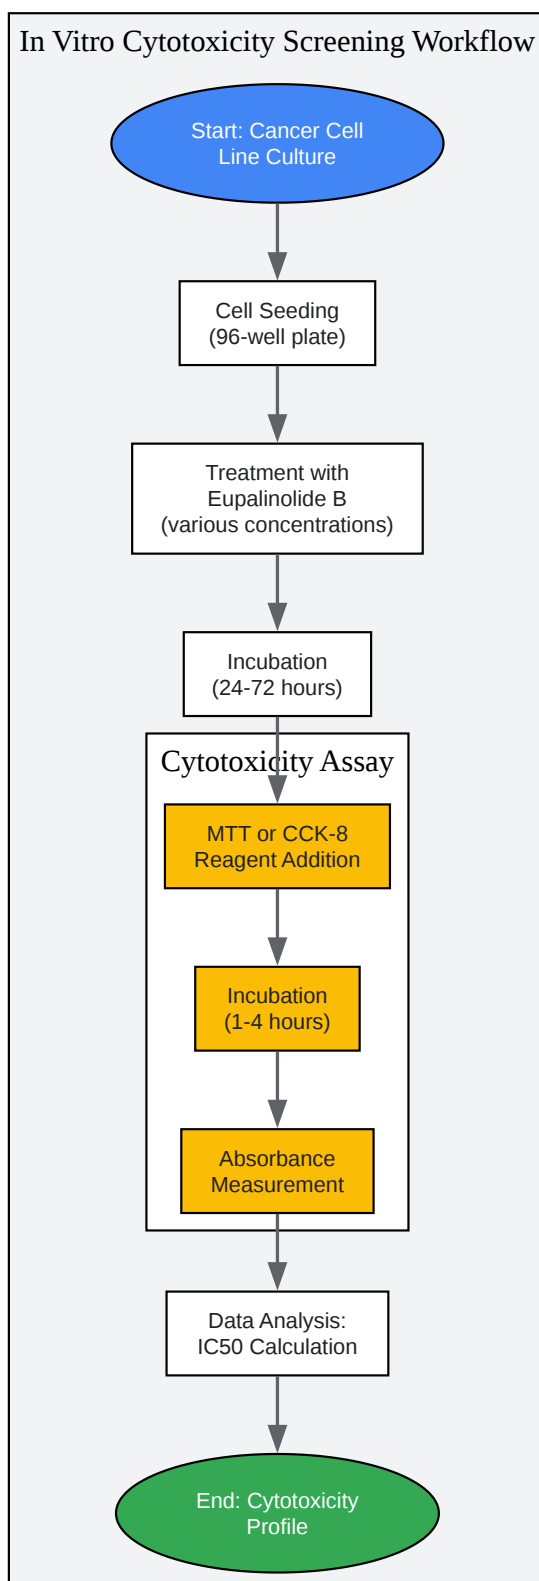 In Vitro Cytotoxicity Screening Workflow
Start: Cancer Cell
Line Culture
Cell Seeding
(96-well plate)
Treatment with
Eupalinolide B
(various concentrations)
Incubation
(24-72 hours)
Cytotoxicity Assay
MTT or CCK-8
Reagent Addition
Incubation
(1-4 hours)
Absorbance
Measurement
Data Analysis:
IC50 Calculation
End: Cytotoxicity
Profile